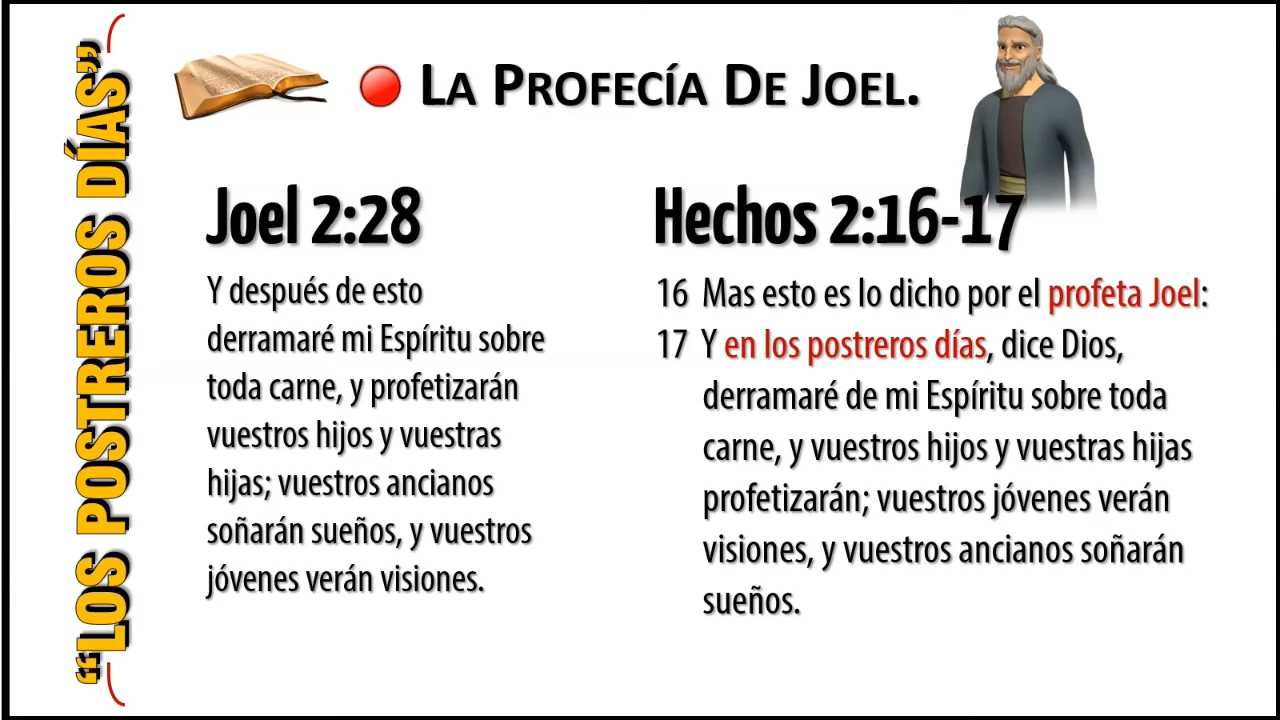 “LOS POSTREROS DÍAS”
LA PROFECÍA DE JOEL.
Joel 2:28
Y después de esto
derramaré mi Espíritu sobre
toda carne, y profetizarán
vuestros hijos y vuestras
hijas; vuestros ancianos
soñarán sueños, y vuestros
jóvenes verán visiones.
Hechos 2:16-17
16 Mas esto es lo dicho por el profeta Joel:
17 Y en los postreros días, dice Dios,
derramaré de mi Espíritu sobre toda
carne, y vuestros hijos y vuestras hijas
profetizarán; vuestros jóvenes verán
visiones, y vuestros ancianos soñarán
sueños.